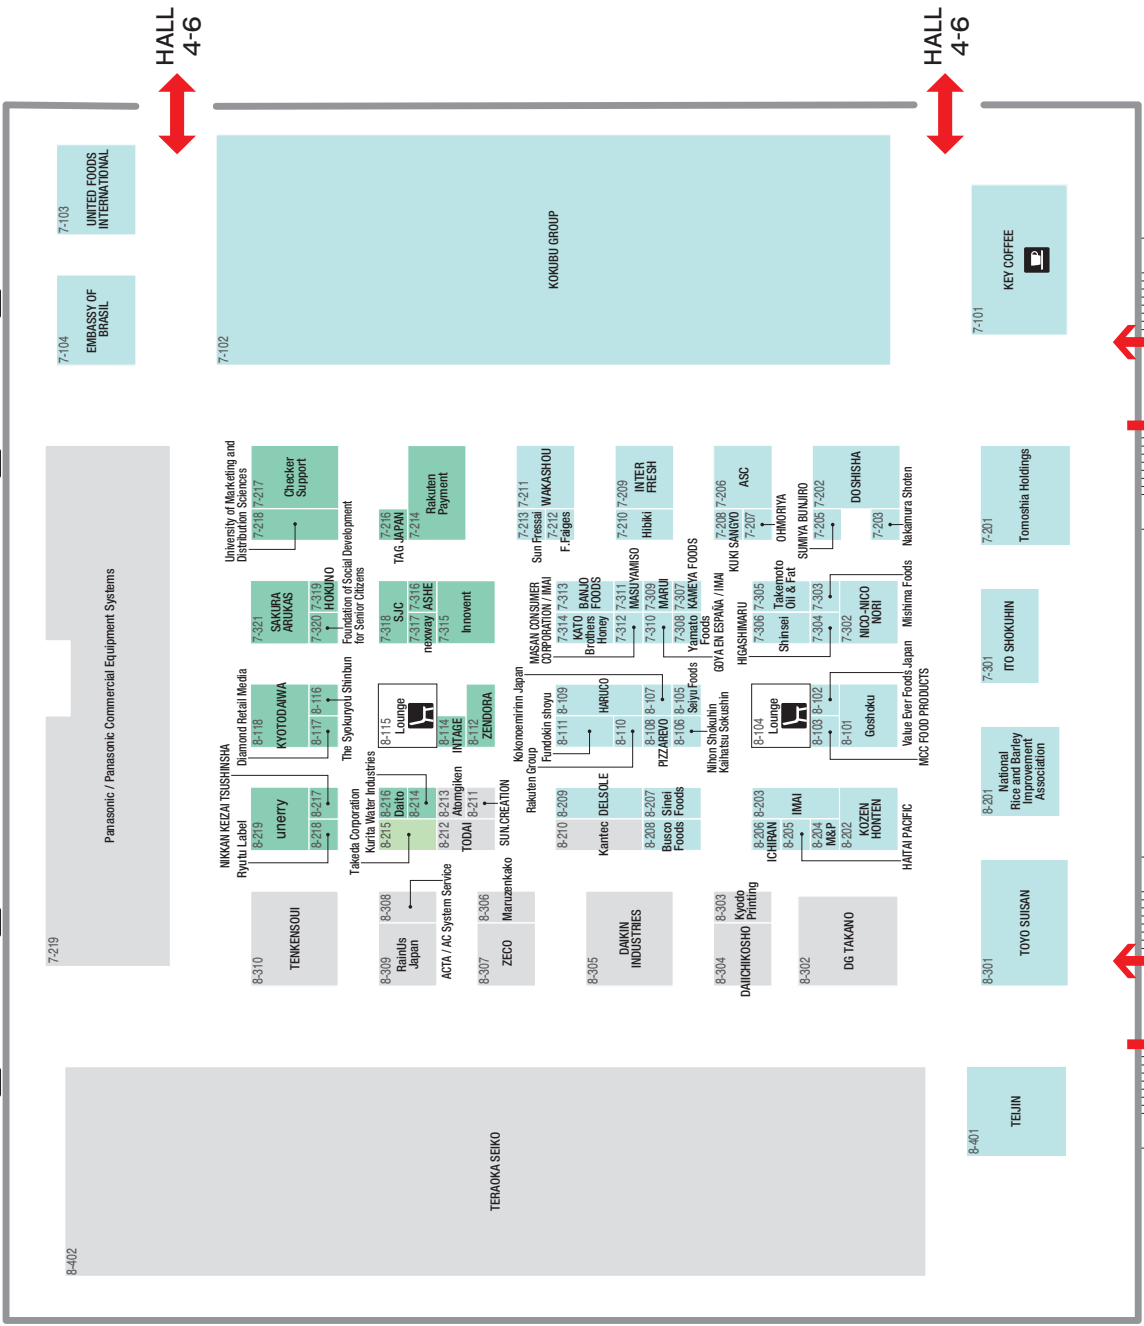 HALL
4-6
HALL
4-6
7-103
UNITED FOODS
INTERNATIONAL
7-104
EMBASSY OF
BRASIL
7-102
KOKUBU GROUP
7-101
KEY COFFEE
7-219
Panasonic / Panasonic Commercial Equipment Systems
University of Marketing and
Distribution Sciences
7-218
7-217
Checker
Support
TAG JAPAN
7-216
7-214
Rakuten
Payment
7-213
7-211
Sun Fressai
WAKASHOU
7-212
F.Faiges
7-210
7-209
Hibiki
INTER
FRESH
7-208
7-206
KUKI SANGYO
ASC
7-207
OHMORIYA
SUMIYA BUNJIRO
7-205
7-202
DOSHISHA
7-203
Nakamura Shoten
7-201
Tomoshia Holdings
7-321
SAKURA
ARUKAS
7-320
7-319
HOKUNO
Foundation of Social Development
for Senior Citizens
7-318
SJC
7-317
7-316
nexway
ASHE
7-315
Innovent
MASAN CONSUMER
CORPORATION / IMAI
7-314
7-313
KATO
Brothers
Honey
BANJO
FOODS
7-312
7-311
MASUYAMISO
7-310
7-309
MARUI
7-308
7-307
Yamato
Foods
KAMEYA FOODS
GOYA EN ESPAÑA / IMAI
HIGASHIMARU
7-306
7-305
Shinsei
Takemoto
Oil & Fat
7-304
7-303
7-302
NICO-NICO
NORI
Mishima Foods
7-301
ITO SHOKUHIN
Diamond Retail Media
8-118
KYOTODAIWA
8-117
8-116
The Syokuryou Shinbun
8-115
Lounge
8-114
INTAGE
8-112
ZENDORA
Kokonoemirinn Japan
Fundokin shoyu
Rakuten Group
8-111
8-109
HARUCO
8-110
8-108
8-107
PIZZAREVO
8-106
8-105
Seiyu Foods
Nihon Shokuhin
Kaihatsu Sokushin
8-104
Lounge
8-103
8-102
8-101
Goshoku
Value Ever Foods Japan
MCC FOOD PRODUCTS
NIKKAN KEIZAI TSUSHINSHA
Ryutu Label
8-219
unerry
8-218
8-217
Takeda Corporation
Kurita Water Industries
8-216
Daito
8-215
8-214
8-213
Atomgiken
8-212
TODAI
8-211
SUN.CREATION
8-210
8-209
Kantec
DELSOLE
8-208
8-207
Busco
Foods
Sinei
Foods
8-206
8-203
ICHIRAN
IMAI
8-205
8-204
M&P
8-202
KOZEN
HONTEN
HAITAI PACIFIC
8-201
National
Rice and Barley
Improvement
Association
8-310
TENKENSOUI
8-309
8-308
RainUs
Japan
ACTA / AC System Service
8-307
8-306
ZECO
Maruzenkako
8-305
DAIKIN
INDUSTRIES
8-304
8-303
DAIICHIKOSHO
Kyodo
Printing
8-302
DG TAKANO
8-301
TOYO SUISAN
8-402
TERAOKA SEIKO
8-401
TEIJIN